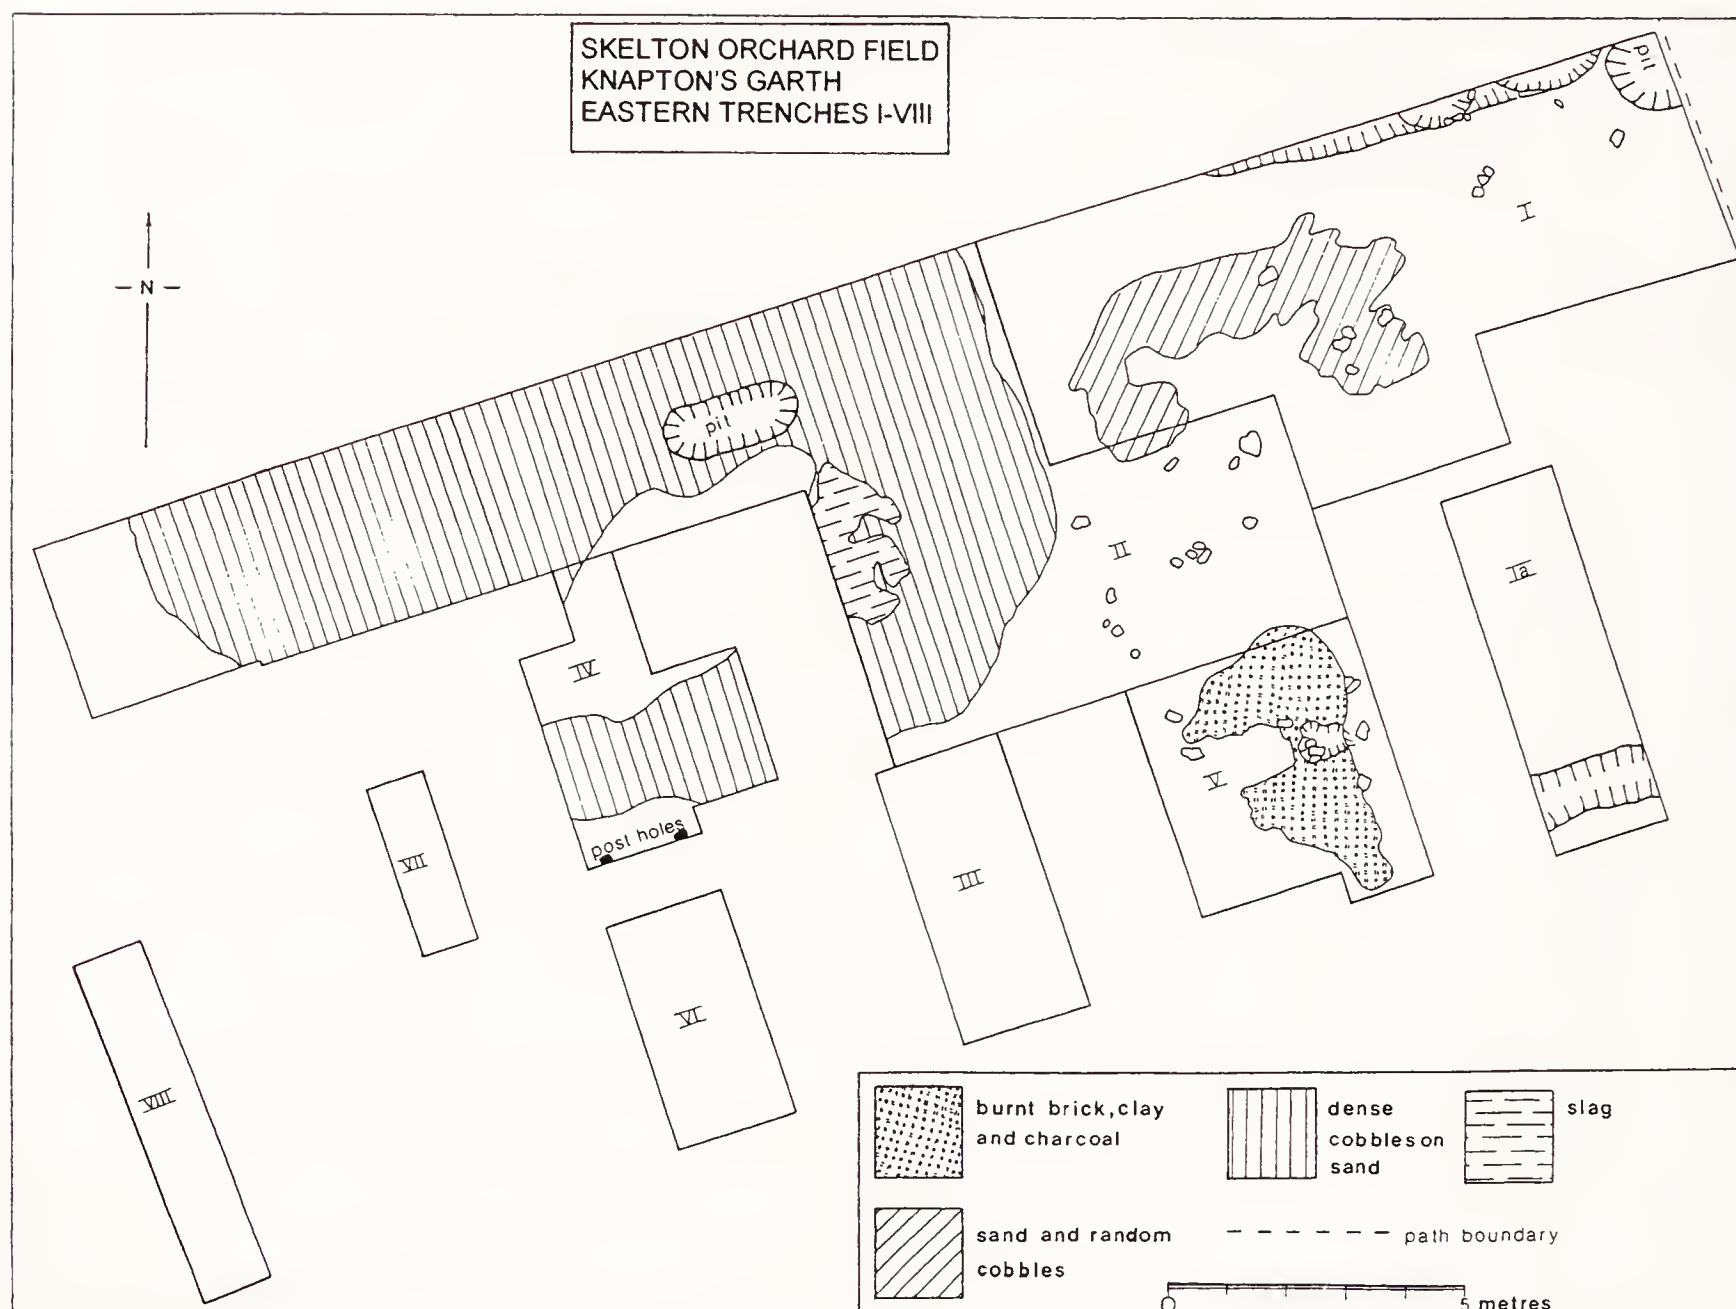 SKELTON ORCHARD FIELD
KNAPTON'S GARTH
EASTERN TRENCHES I-VIII
pit
I
N
pit
II
Ia
IV
V
post holes
VII
III
VI
VIII
burnt brick, clay
and charcoal
dense
cobbles on
sand
slag
sand and random
cobbles
path boundary
0 5 metres